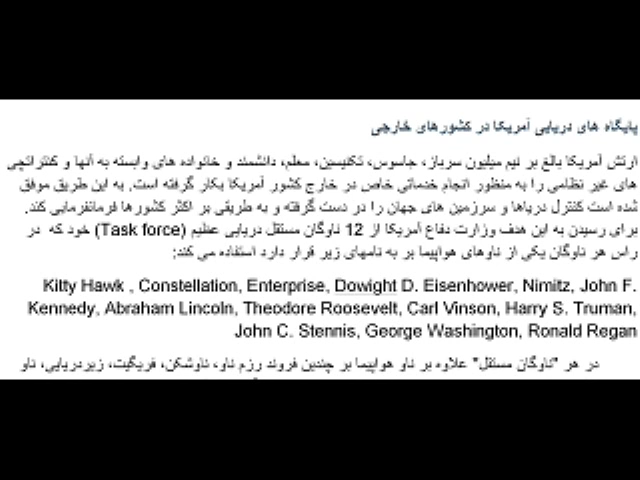 پایگاه های دریایی آمریکا در کشورهای خارجی
ارتش آمریکا بالغ بر نیم میلیون سرباز، جاسوس، تکنیسین، معلم، دانشمند و خانواده های وابسته به آنها و کنتراتچی
های غیر نظامی را به منظور انجام خدماتی خاص در خارج کشور آمریکا بکار گرفته است. به این طریق موفق
شده است کنترل دریاها و سرزمین های جهان را در دست گرفته و به طریقی بر اکثر کشورها فرمانفرمایی کند.
برای رسیدن به این هدف وزارت دفاع آمریکا از 12 ناوگان مستقل دریایی عظیم (Task force) خود که در
راس هر ناوگان یکی از ناوهای هواپیما بر به نامهای زیر قرار دارد استفاده می کند:
Kitty Hawk , Constellation, Enterprise, Dowight D. Eisenhower, Nimitz, John F.
Kennedy, Abraham Lincoln, Theodore Roosevelt, Carl Vinson, Harry S. Truman,
John C. Stennis, George Washington, Ronald Regan
در هر "ناوگان مستقل" علاوه بر ناو هواپیما بر چندین فروند رزم ناو، ناوشکن، فریگیت، زیردریایی، ناو